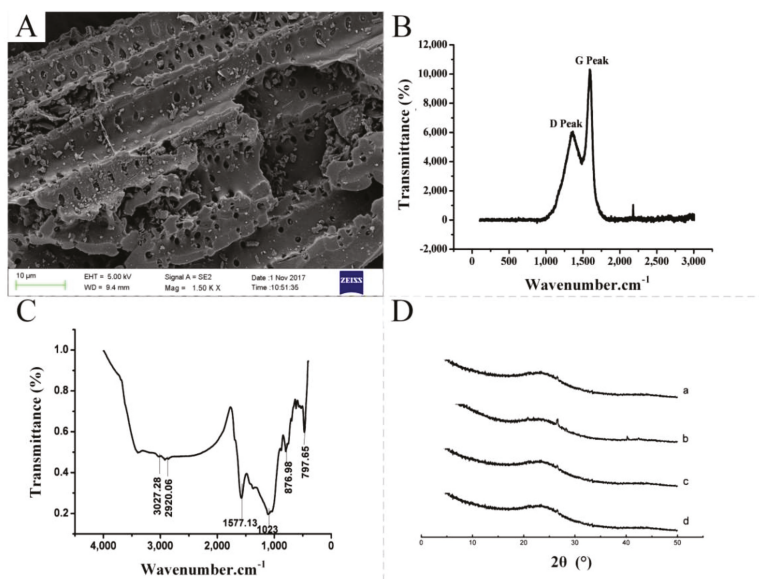 A
10 µm
EHT = 5.00 kV
Signal A = SE2
Date :1 Nov 2017
WD = 9.4 mm
Mag = 1.50 K X
Time :10:51:35
ZEISS
B
12,000
10,000
8,000
6,000
4,000
2,000
0
-2,000
Transmittance (%)
G Peak
D Peak
0
500
1,000
1,500
2,000
2,500
3,000
Wavenumber.cm-1
C
1.0
0.8
0.6
0.4
0.2
Transmittance (%)
3027.28
2920.06
1577.13
1023
876.98
797.65
4,000
3,000
2,000
1,000
0
Wavenumber.cm-1
D
a
b
c
d
0
10
20
30
40
50
2θ (°)